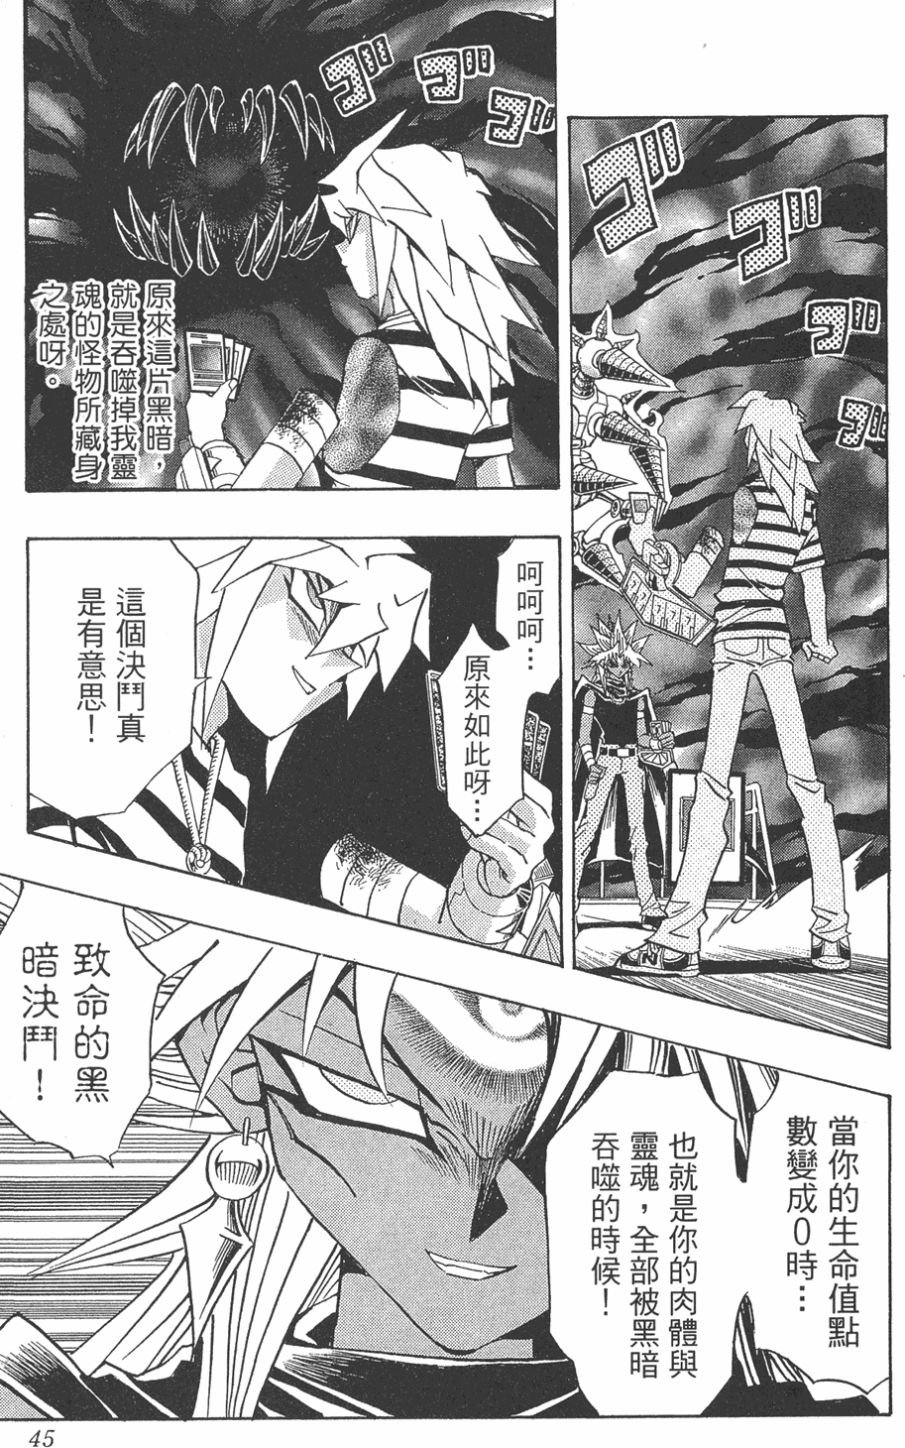 ゴ
ゴ
ゴ
ゴ
ゴ
ゴ
ゴ
原來這片黑暗，
就是吞噬掉我靈
魂的怪物所藏身
之處呀。
呵呵呵…
原來如此呀…
這個決鬥真
是有意思！
當你的生命值點
數變成０時…
也就是你的肉體與
靈魂，全部被黑暗
吞噬的時候！
致命的黑
暗決鬥！
45